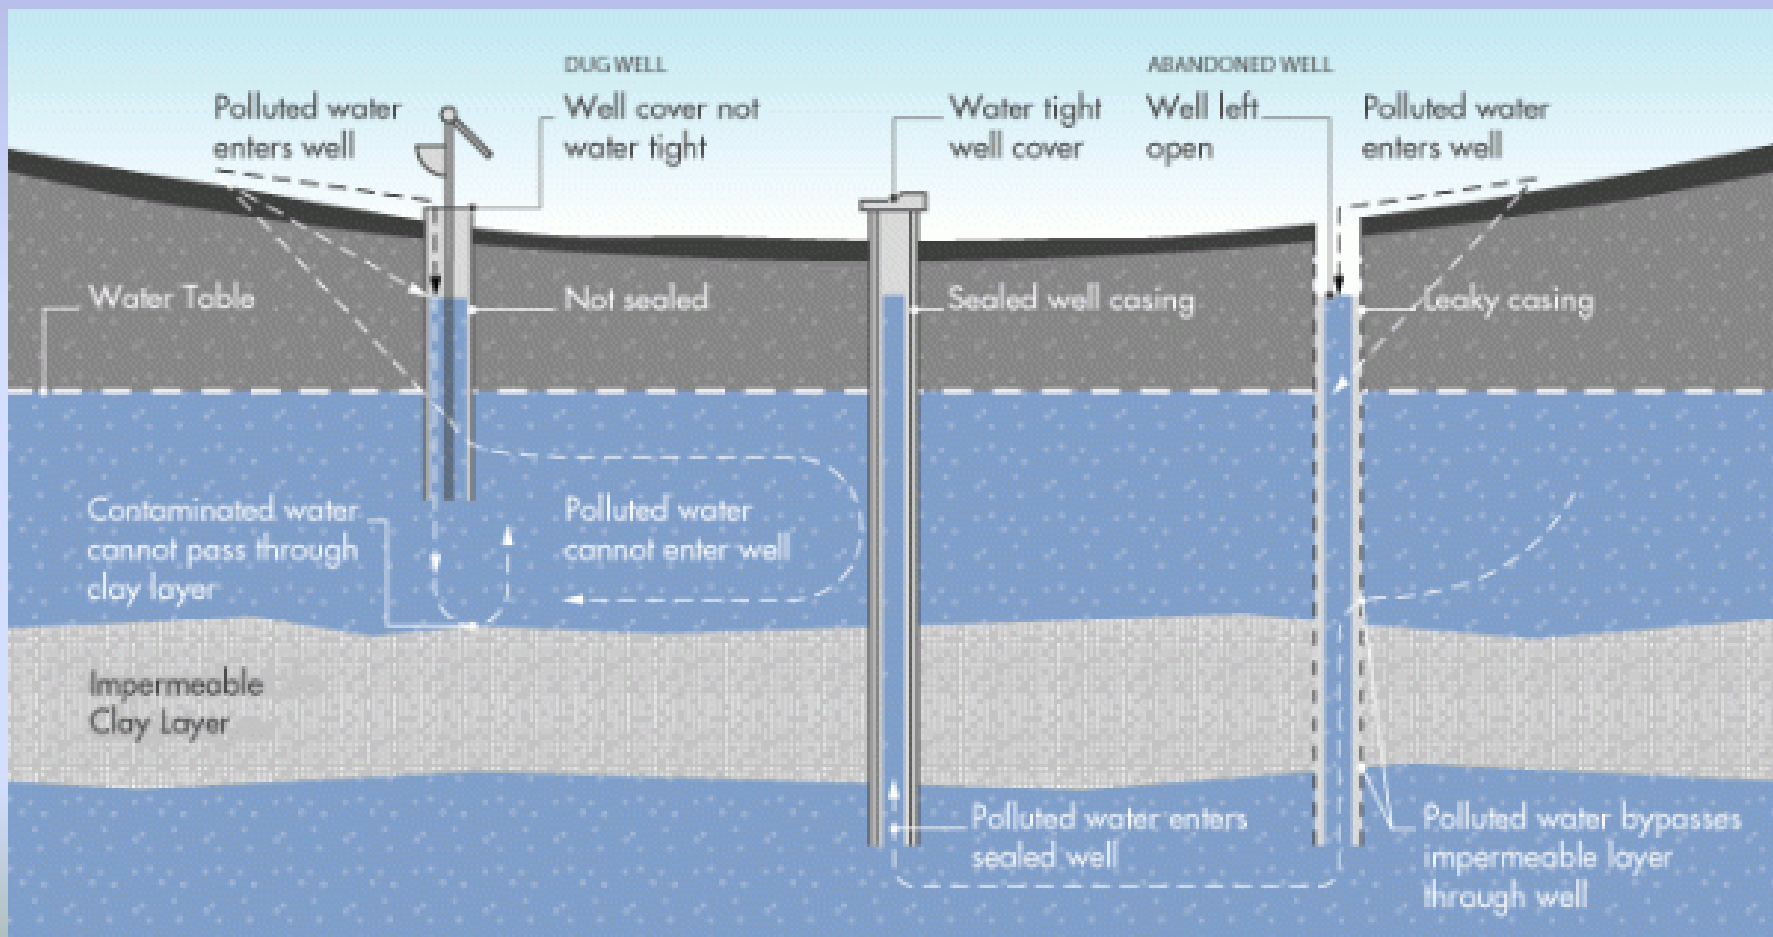 DUG WELL
ABANDONED WELL
Polluted water
enters well
Well cover not
water tight
Water tight
well cover
Well left
open
Polluted water
enters well
Water Table
Not sealed
Sealed well casing
Leaky casing
Contaminated water
cannot pass through
clay layer
Polluted water
cannot enter well
Impermeable
Clay Layer
Polluted water enters
sealed well
Polluted water bypasses
impermeable layer
through well